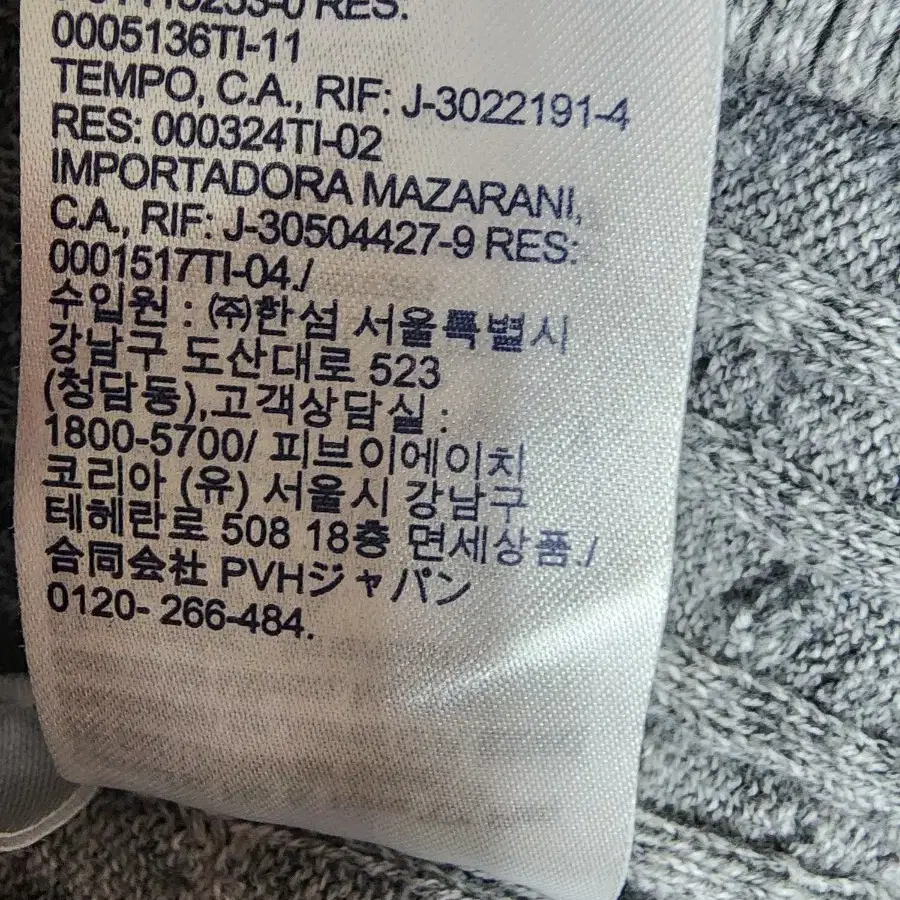 RES:
0005136TI-11
TEMPO, C.A., RIF: J-3022191-4
RES: 000324TI-02
IMPORTADORA MAZARANI,
C.A., RIF: J-30504427-9 RES:
0001517TI-04./
수입원 : ㈜한섬 서울특별시
강남구 도산대로 523
(청담동),고객상담실 :
1800-5700/ 피브이에이치
코리아 (유) 서울시 강남구
테헤란로 508 18층 면세상품./
合同会社 PVHジャパン
0120- 266-484.